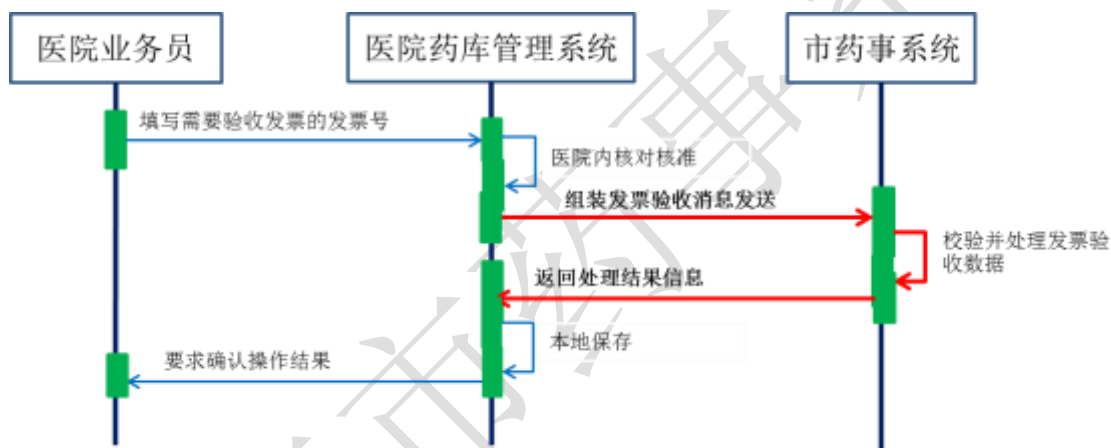 医院业务员
医院药库管理系统
市药事系统
填写需要验收发票的发票号
医院内核对核准
组装发票验收消息发送
校验并处理发票验
收数据
返回处理结果信息
本地保存
要求确认操作结果
市药事